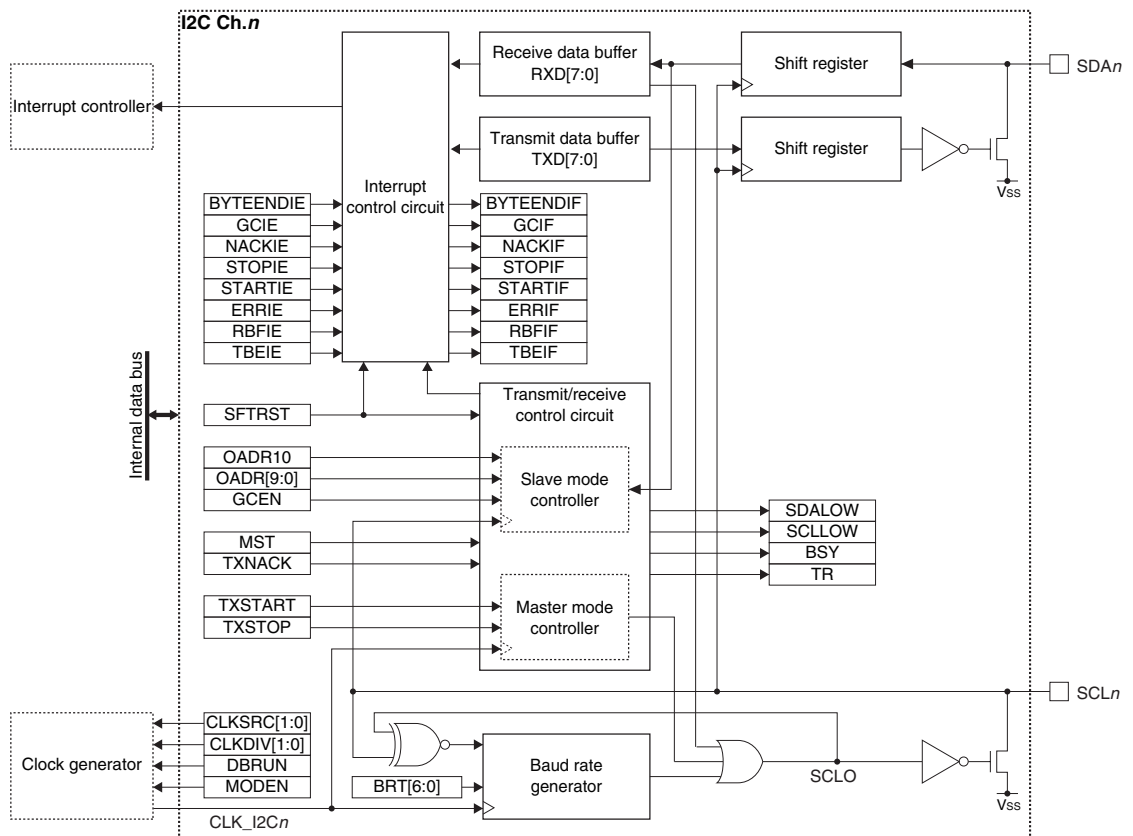 I2C Ch.n
Interrupt controller
Interrupt
control circuit
Receive data buffer
RXD[7:0]
Shift register
SDAn
Transmit data buffer
TXD[7:0]
Shift register
VSS
BYTEENDIE
GCIE
NACKIE
STOPIE
STARTIE
ERRIE
RBFIE
TBEIE
BYTEENDIF
GCIF
NACKIF
STOPIF
STARTIF
ERRIF
RBFIF
TBEIF
Internal data bus
SFTRST
Transmit/receive
control circuit
OADR10
OADR[9:0]
GCEN
Slave mode
controller
MST
TXNACK
SDALOW
SCLLOW
BSY
TR
TXSTART
TXSTOP
Master mode
controller
SCLn
Clock generator
CLKSRC[1:0]
CLKDIV[1:0]
DBRUN
MODEN
BRT[6:0]
Baud rate
generator
SCLO
VSS
CLK_I2Cn